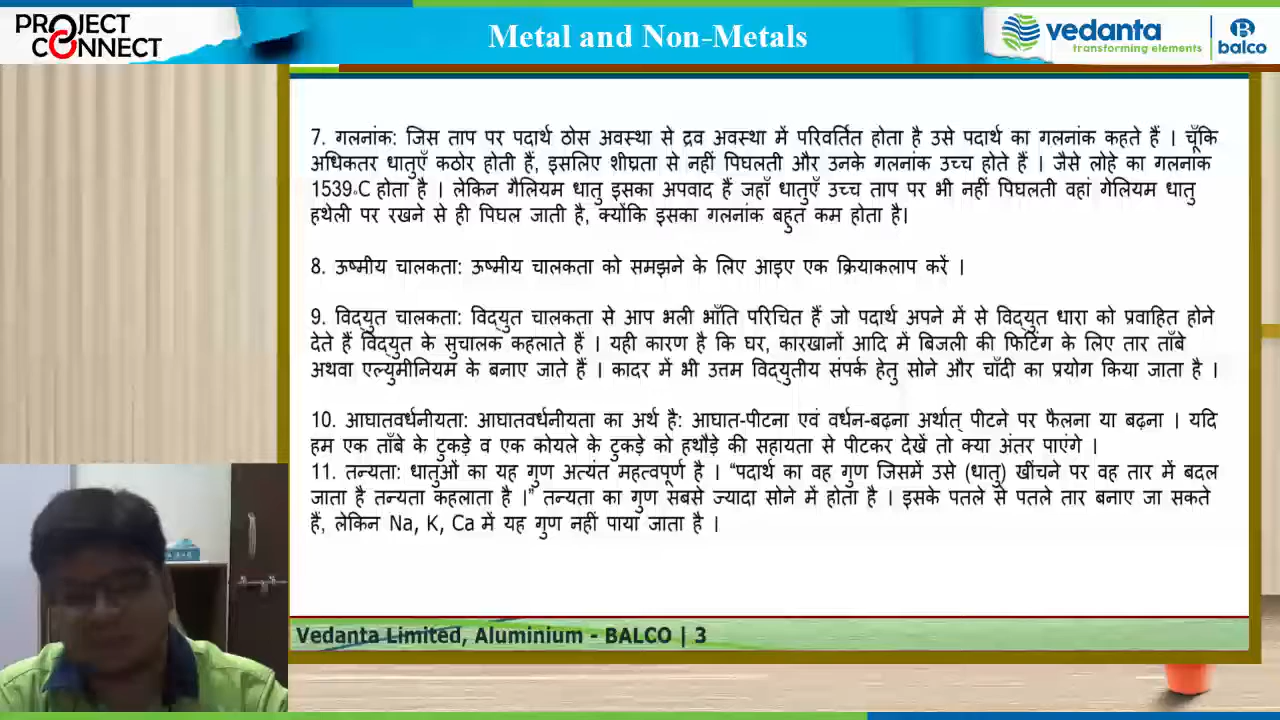 PROJECT
CONNECT
Metal and Non-Metals
vedanta
transforming elements
balco
7. गलनांक: जिस ताप पर पदार्थ ठोस अवस्था से द्रव अवस्था में परिवर्तित होता है उसे पदार्थ का गलनांक कहते हैं । चूँकि
अधिकतर धातुएँ कठोर होती हैं, इसलिए शीघ्रता से नहीं पिघलती और उनके गलनांक उच्च होते हैं । जैसे लोहे का गलनांक
1539◦C होता है । लेकिन गैलियम धातु इसका अपवाद हैं जहाँ धातुएँ उच्च ताप पर भी नहीं पिघलती वहां गेलियम धातु
हथेली पर रखने से ही पिघल जाती है, क्योंकि इसका गलनांक बहुत कम होता है।
8. ऊष्मीय चालकता: ऊष्मीय चालकता को समझने के लिए आइए एक क्रियाकलाप करें ।
9. विद्युत चालकता: विद्युत चालकता से आप भली भाँति परिचित हैं जो पदार्थ अपने में से विद्युत धारा को प्रवाहित होने
देते हैं विद्युत के सुचालक कहलाते हैं । यही कारण है कि घर, कारखानों आदि में बिजली की फिटिंग के लिए तार ताँबे
अथवा एल्युमीनियम के बनाए जाते हैं । कादर में भी उत्तम विद्युतीय संपर्क हेतु सोने और चाँदी का प्रयोग किया जाता है ।
10. आघातवर्धनीयता: आघातवर्धनीयता का अर्थ है: आघात-पीटना एवं वर्धन-बढ़ना अर्थात् पीटने पर फैलना या बढ़ना । यदि
हम एक ताँबे के टुकड़े व एक कोयले के टुकड़े को हथौड़े की सहायता से पीटकर देखें तो क्या अंतर पाएंगे ।
11. तन्यता: धातुओं का यह गुण अत्यंत महत्वपूर्ण है । “पदार्थ का वह गुण जिसमें उसे (धातु) खींचने पर वह तार में बदल
जाता है तन्यता कहलाता है ।” तन्यता का गुण सबसे ज्यादा सोने में होता है । इसके पतले से पतले तार बनाए जा सकते
हैं, लेकिन Na, K, Ca में यह गुण नहीं पाया जाता है ।
Vedanta Limited, Aluminium - BALCO | 3